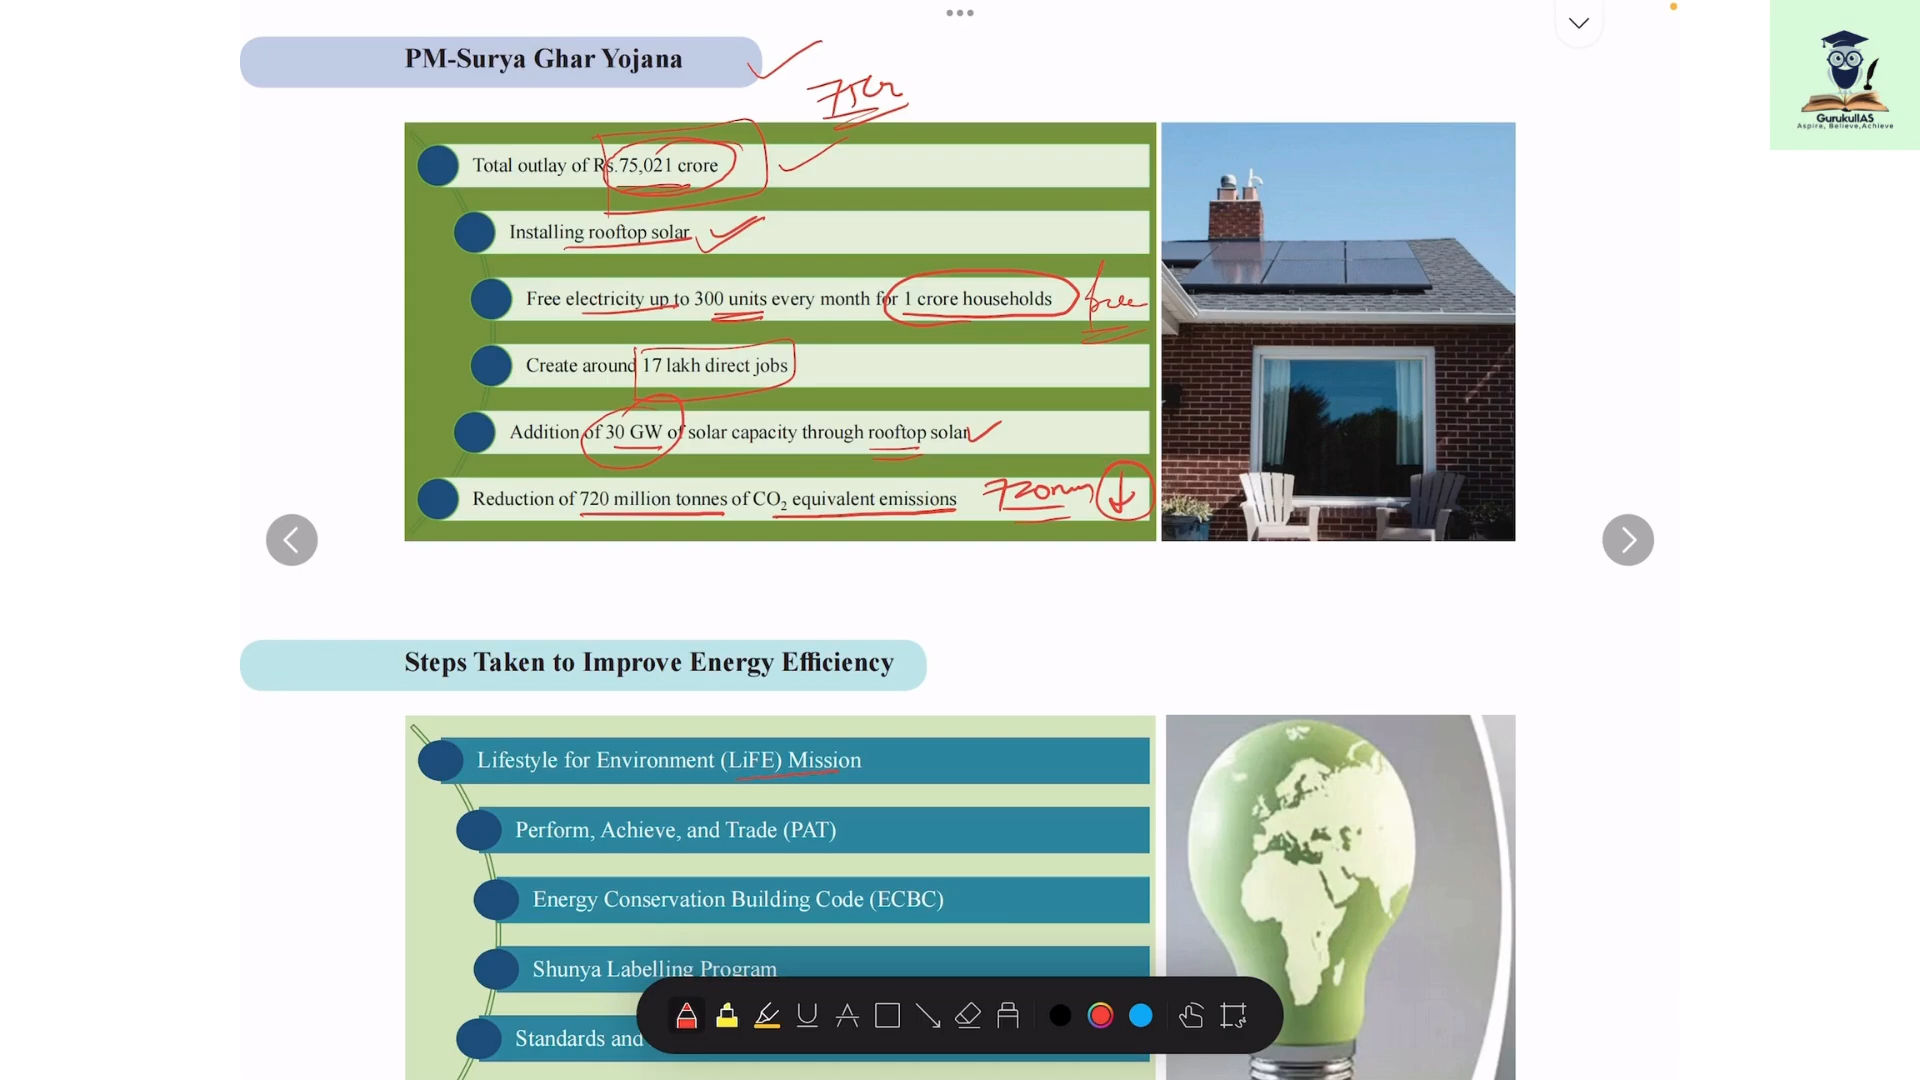 PM-Surya Ghar Yojana
Total outlay of Rs.75,021 crore
Installing rooftop solar
Free electricity up to 300 units every month for 1 crore households
free
Create around 17 lakh direct jobs
Addition of 30 GW of solar capacity through rooftop solar
Reduction of 720 million tonnes of CO₂ equivalent emissions
Steps Taken to Improve Energy Efficiency
Lifestyle for Environment (LiFE) Mission
Perform, Achieve, and Trade (PAT)
Energy Conservation Building Code (ECBC)
Shunya Labelling Program
Standards and
GurukulIAS
Aspire, Believe,Achieve